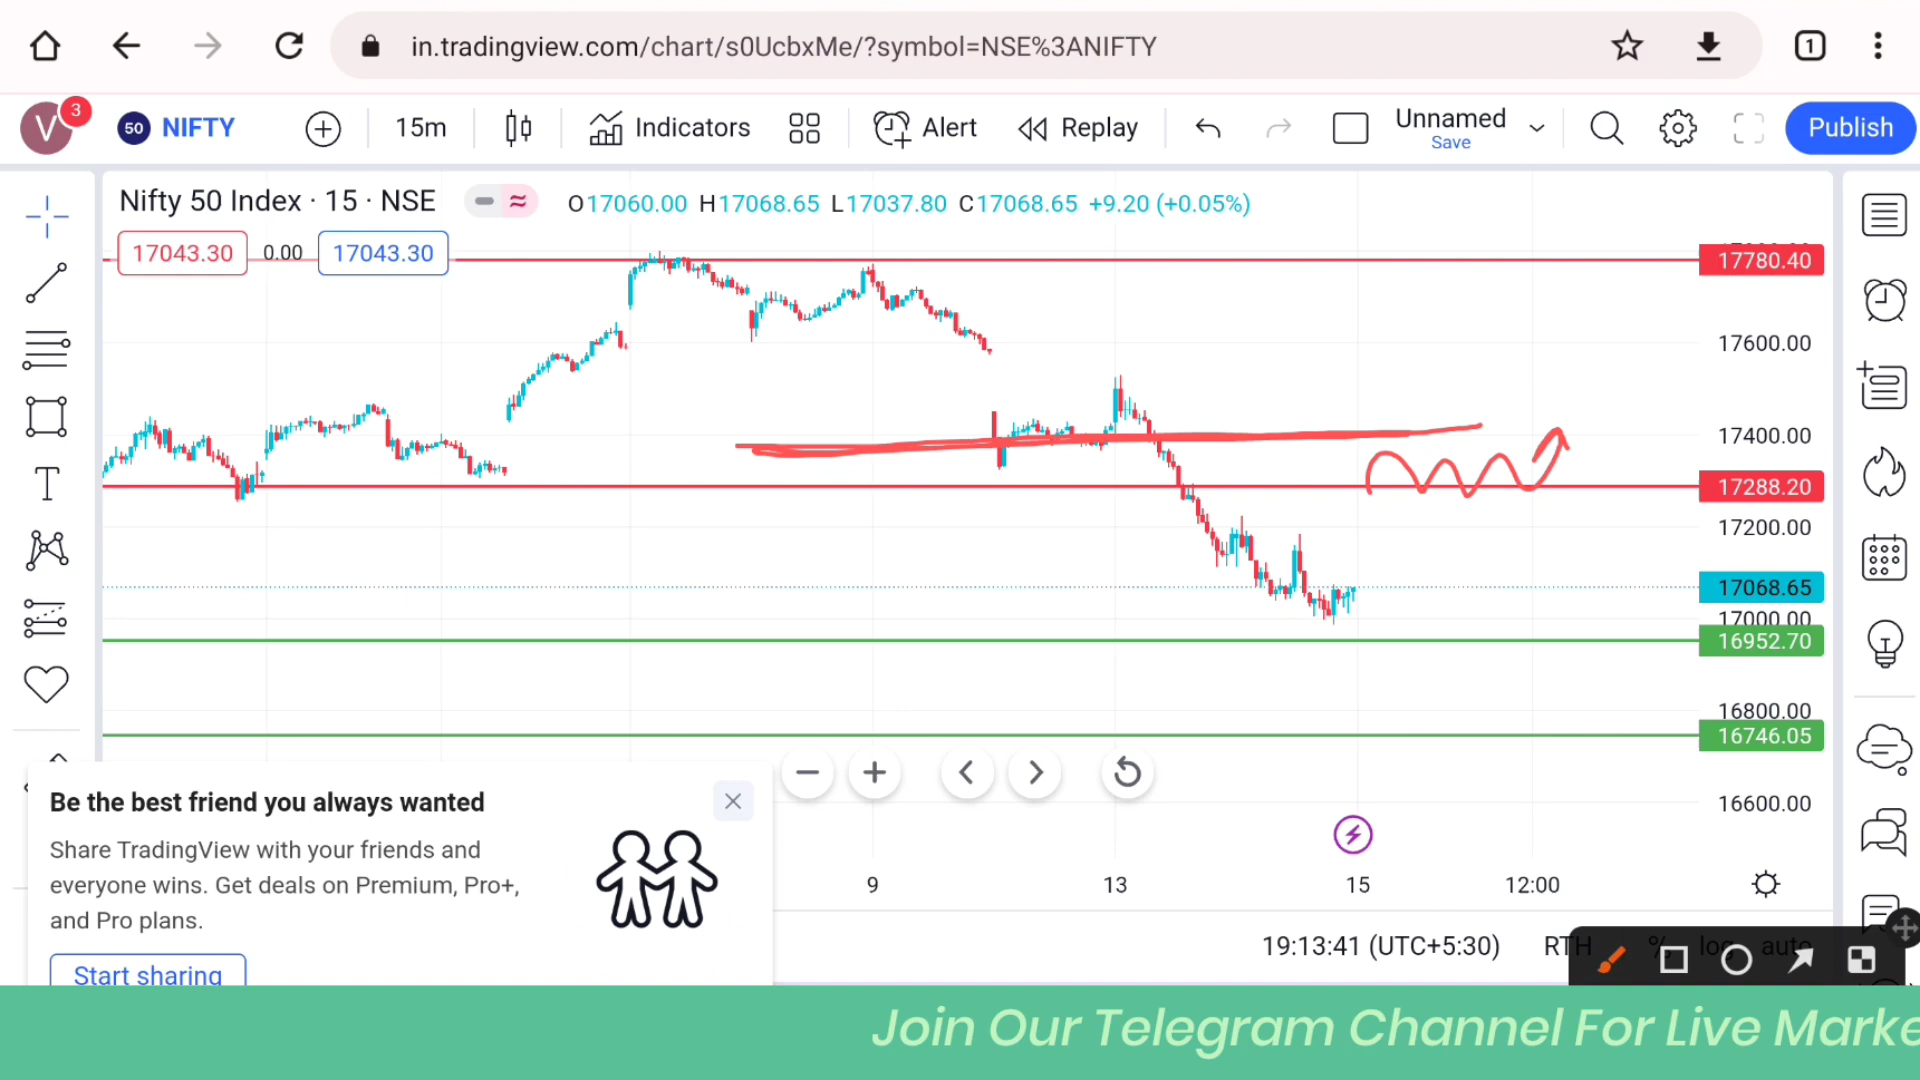 1
in.tradingview.com/chart/s0UcbxMe/?symbol=NSE%3ANIFTY
V 3 50 NIFTY 15m Indicators Alert Replay Unnamed Publish
Save
Nifty 50 Index · 15 · NSE O17060.00 H17068.65 L17037.80 C17068.65 +9.20 (+0.05%)
17043.30 0.00 17043.30
17780.40
17600.00
17400.00
17288.20
17200.00
17068.65
17000.00
16952.70
16800.00
16746.05
16600.00
Be the best friend you always wanted
Share TradingView with your friends and
everyone wins. Get deals on Premium, Pro+,
and Pro plans.
Start sharing
9 13 15 12:00
19:13:41 (UTC+5:30) RTH % log auto
Join Our Telegram Channel For Live Marke